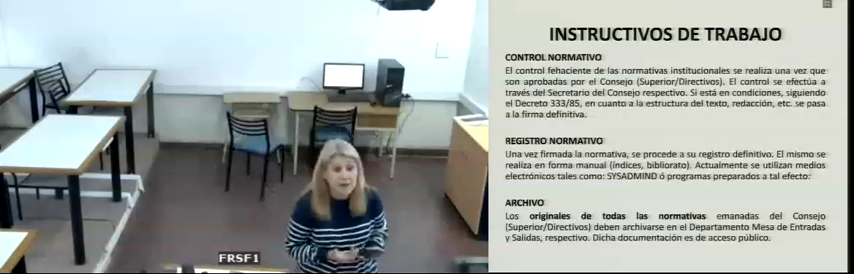 INSTRUCTIVOS DE TRABAJO
CONTROL NORMATIVO
El control fehaciente de las normativas institucionales se realiza una vez que
son aprobadas por el Consejo (Superior/Directivos). El control se efectúa a
través del Secretario del Consejo respectivo. Si está en condiciones, siguiendo
el Decreto 333/85, en cuanto a la estructura del texto, redacción, etc. se pasa
a la firma definitiva.
REGISTRO NORMATIVO
Una vez firmada la normativa, se procede a su registro definitivo. El mismo se
realiza en forma manual (índices, bibliorato). Actualmente se utilizan medios
electrónicos tales como: SYSADMIND ó programas preparados a tal efecto:
ARCHIVO
Los originales de todas las normativas emanadas del Consejo
(Superior/Directivos) deben archivarse en el Departamento Mesa de Entradas
y Salidas, respectivo. Dicha documentación es de acceso público.
FRSF1